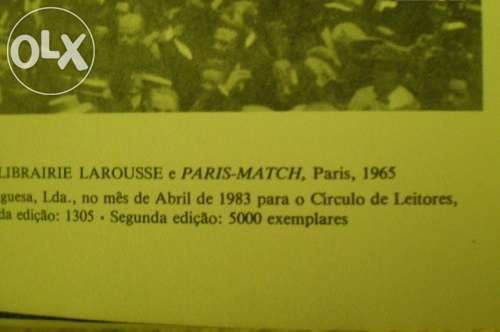 OLX
LIBRAIRIE LAROUSSE e PARIS-MATCH, Paris, 1965
guesa, Lda., no mês de Abril de 1983 para o Círculo de Leitores,
da edição: 1305 · Segunda edição: 5000 exemplares